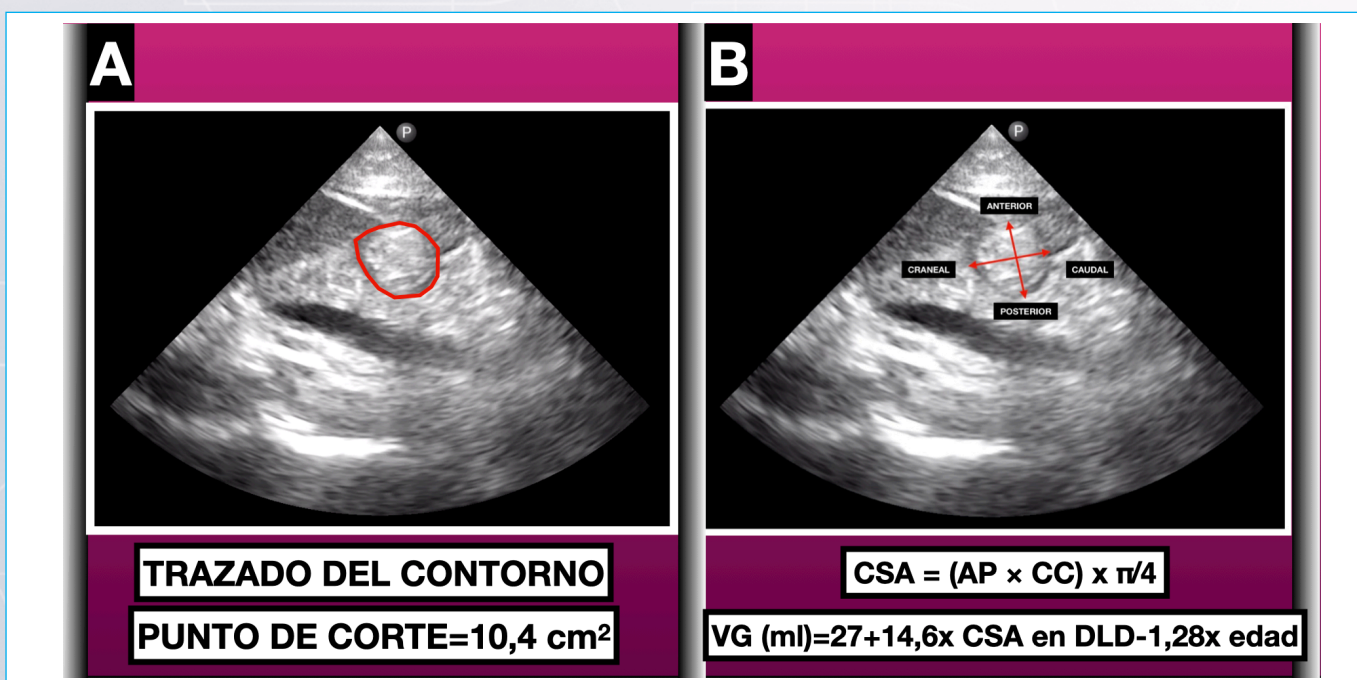 A
P
TRAZADO DEL CONTORNO
PUNTO DE CORTE=10,4 cm²
B
P
ANTERIOR
CRANEAL
CAUDAL
POSTERIOR
CSA = (AP × CC) x π/4
VG (ml)=27+14,6x CSA en DLD-1,28x edad